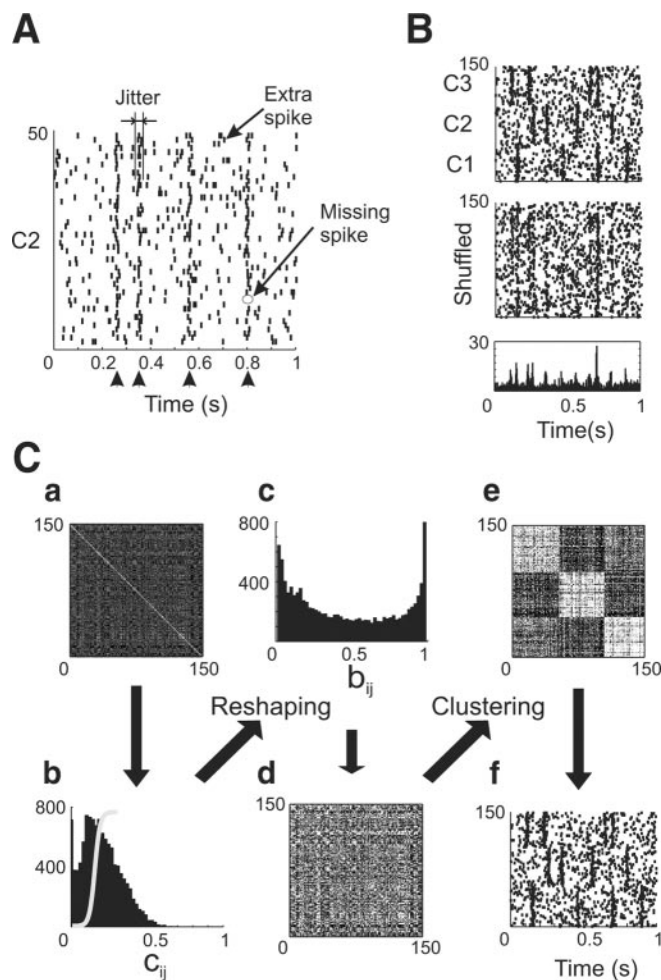 A
Jitter
Extra
spike
50
C2
Missing
spike
0 0.2 0.4 0.6 0.8 1
Time (s)
B
150
C3
C2
C1
150
Shuffled
30
0 0.5 1
Time(s)
C
a
150
0 150
c
800
400
0 0.5 1
bij
e
150
0 150
Reshaping
Clustering
b
800
400
0 0.5 1
Cij
d
150
0 150
f
150
0 0.5 1
Time (s)